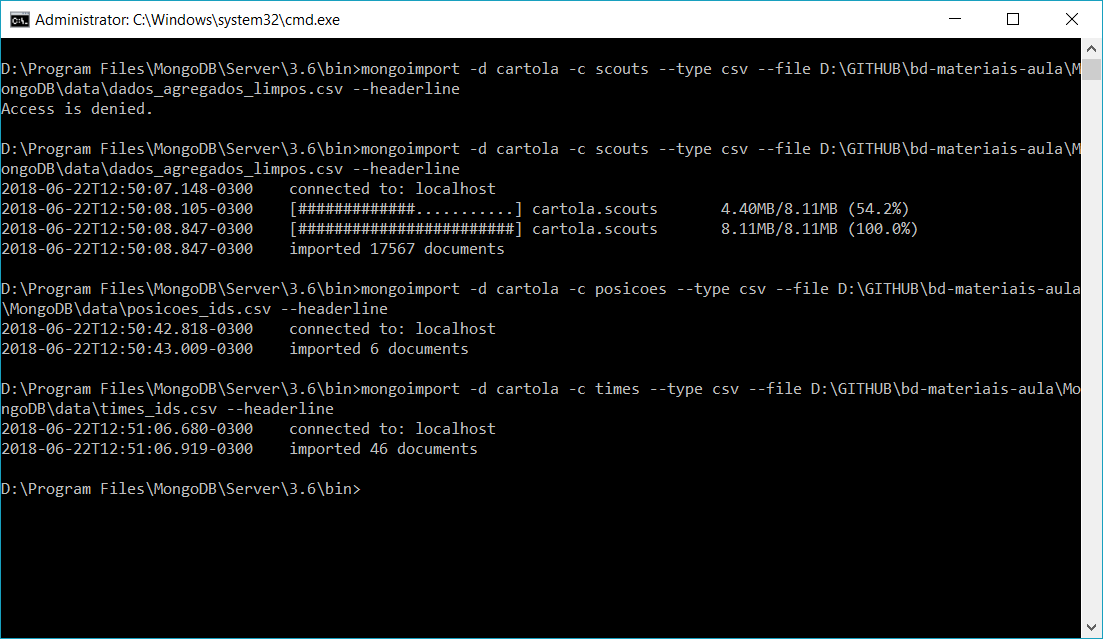 Administrator: C:\Windows\system32\cmd.exe
D:\Program Files\MongoDB\Server\3.6\bin>mongoimport -d cartola -c scouts --type csv --file D:\GITHUB\bd-materiais-aula\M
ongoDB\data\dados_agregados_limpos.csv --headerline
Access is denied.
D:\Program Files\MongoDB\Server\3.6\bin>mongoimport -d cartola -c scouts --type csv --file D:\GITHUB\bd-materiais-aula\M
ongoDB\data\dados_agregados_limpos.csv --headerline
2018-06-22T12:50:07.148-0300    connected to: localhost
2018-06-22T12:50:08.105-0300    [#############...........] cartola.scouts       4.40MB/8.11MB (54.2%)
2018-06-22T12:50:08.847-0300    [########################] cartola.scouts       8.11MB/8.11MB (100.0%)
2018-06-22T12:50:08.847-0300    imported 17567 documents
D:\Program Files\MongoDB\Server\3.6\bin>mongoimport -d cartola -c posicoes --type csv --file D:\GITHUB\bd-materiais-aula
\MongoDB\data\posicoes_ids.csv --headerline
2018-06-22T12:50:42.818-0300    connected to: localhost
2018-06-22T12:50:43.009-0300    imported 6 documents
D:\Program Files\MongoDB\Server\3.6\bin>mongoimport -d cartola -c times --type csv --file D:\GITHUB\bd-materiais-aula\Mo
ngoDB\data\times_ids.csv --headerline
2018-06-22T12:51:06.680-0300    connected to: localhost
2018-06-22T12:51:06.919-0300    imported 46 documents
D:\Program Files\MongoDB\Server\3.6\bin>